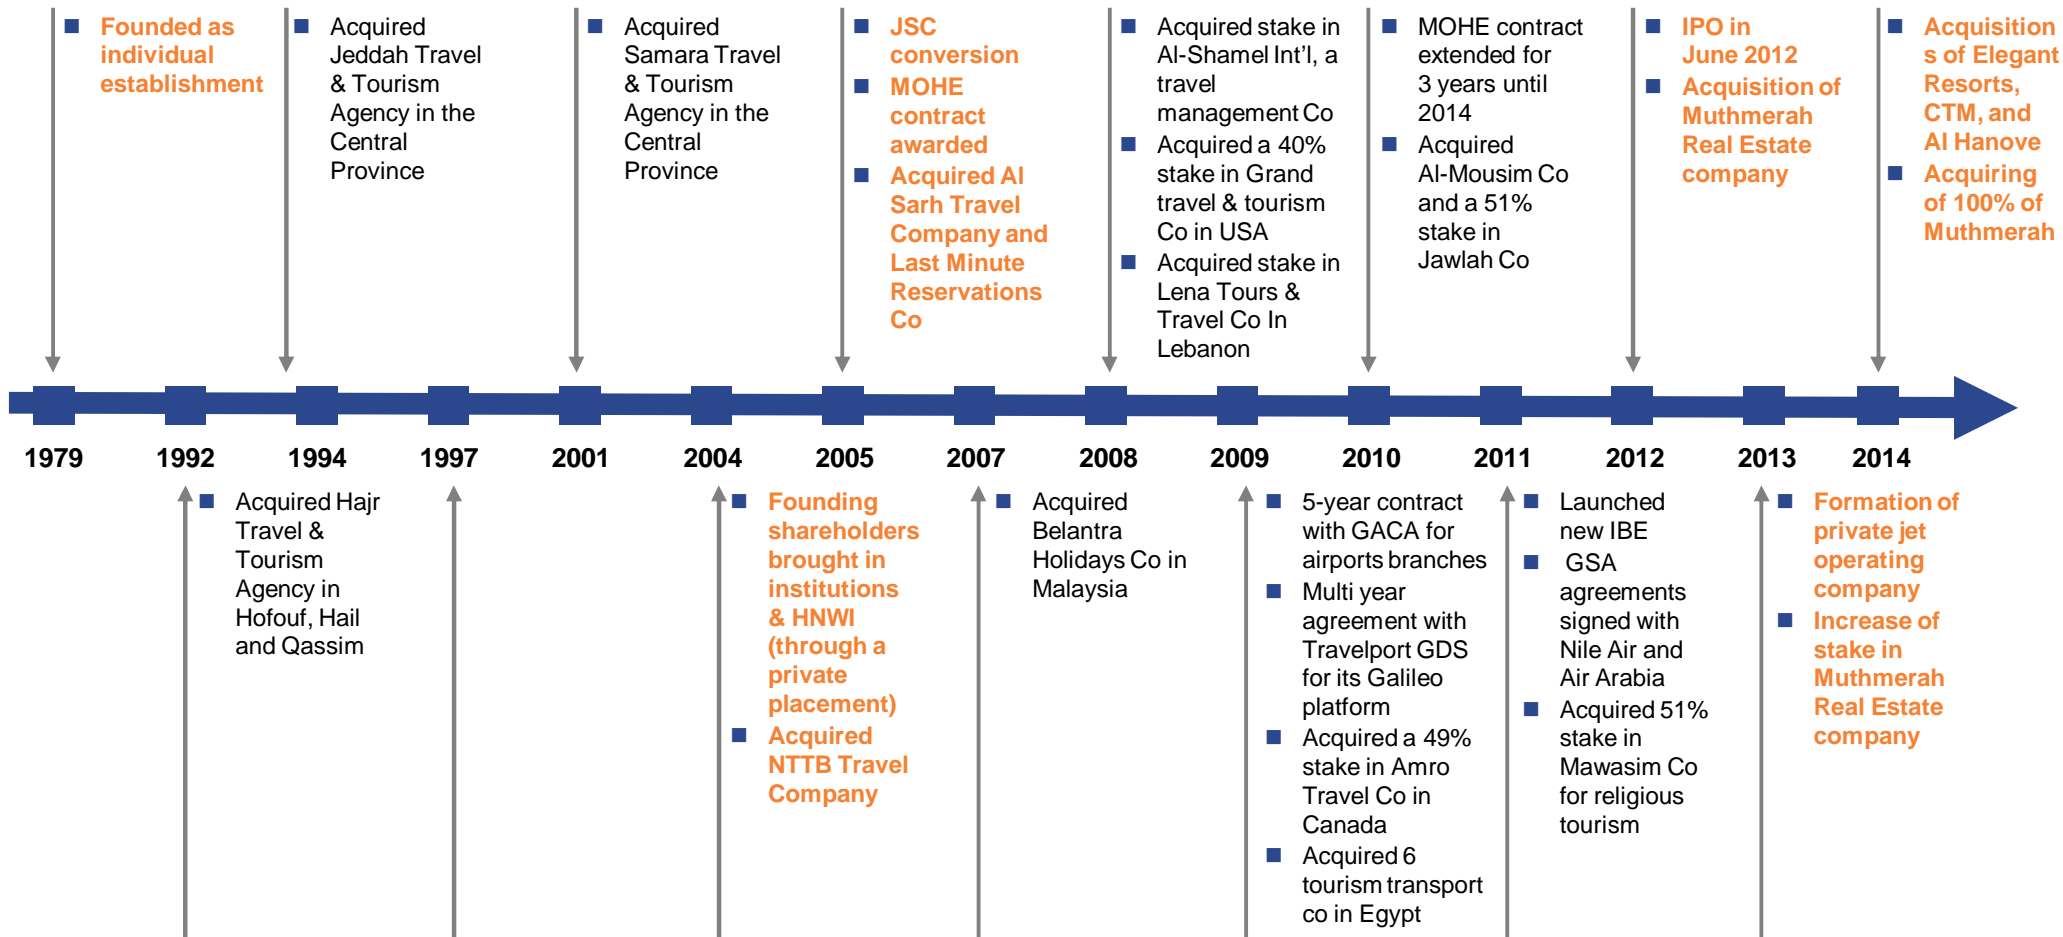 Founded as
individual
establishment
Acquired
Jeddah Travel
& Tourism
Agency in the
Central
Province
Acquired
Samara Travel
& Tourism
Agency in the
Central
Province
JSC
conversion
MOHE
contract
awarded
Acquired Al
Sarh Travel
Company and
Last Minute
Reservations
Co
Acquired stake in
Al-Shamel Int'l, a
travel
management Co
Acquired a 40%
stake in Grand
travel & tourism
Co in USA
Acquired stake in
Lena Tours &
Travel Co In
Lebanon
MOHE contract
extended for
3 years until
2014
Acquired
Al-Mousim Co
and a 51%
stake in
Jawlah Co
IPO in
June 2012
Acquisition of
Muthmerah
Real Estate
company
Acquisition
s of Elegant
Resorts,
CTM, and
Al Hanove
Acquiring
of 100% of
Muthmerah
1979 1992 1994 1997 2001 2004 2005 2007 2008 2009 2010 2011 2012 2013 2014
Acquired Hajr
Travel &
Tourism
Agency in
Hofouf, Hail
and Qassim
Founding
shareholders
brought in
institutions
& HNWI
(through a
private
placement)
Acquired
NTTB Travel
Company
Acquired
Belantra
Holidays Co in
Malaysia
5-year contract
with GACA for
airports branches
Multi year
agreement with
Travelport GDS
for its Galileo
platform
Acquired a 49%
stake in Amro
Travel Co in
Canada
Acquired 6
tourism transport
co in Egypt
Launched
new IBE
GSA
agreements
signed with
Nile Air and
Air Arabia
Acquired 51%
stake in
Mawasim Co
for religious
tourism
Formation of
private jet
operating
company
Increase of
stake in
Muthmerah
Real Estate
company